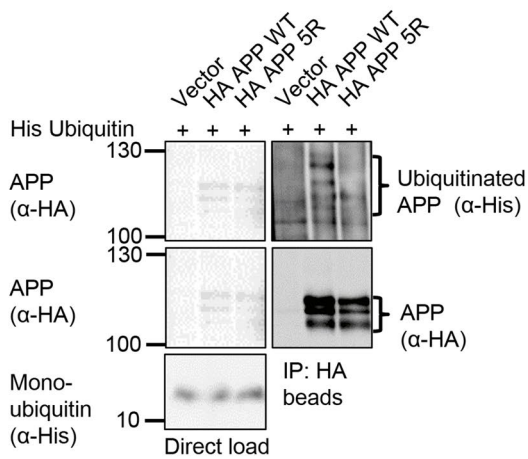 Vector HA APP WT HA APP 5R Vector HA APP WT HA APP 5R
His Ubiquitin + + + + + +
130
APP
(α-HA)
100
Ubiquitinated
APP (α-His)
130
APP
(α-HA)
100
APP
(α-HA)
Mono-
ubiquitin
(α-His)
10
IP: HA
beads
Direct load